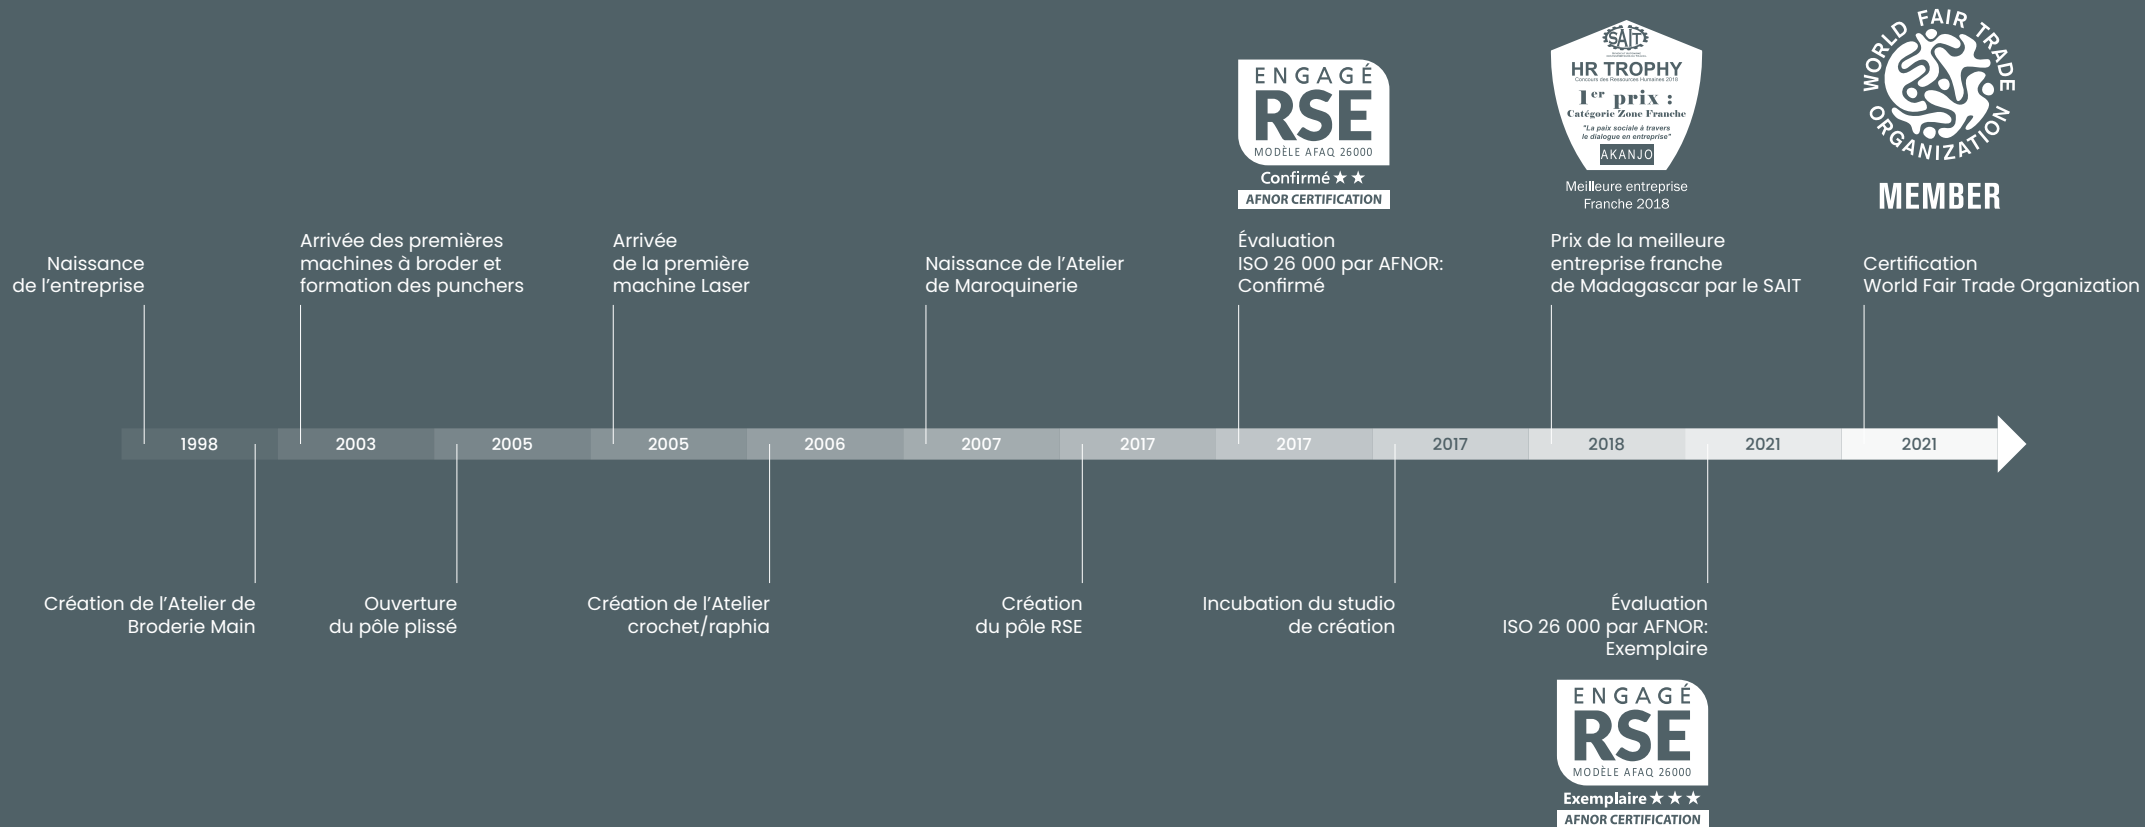 ENGAGÉ
RSE
MODÈLE AFAQ 26000
Confirmé
AFNOR CERTIFICATION
SAIT
HR TROPHY
Concours des Ressources Humaines 2018
1er prix :
Catégorie Zone Franche
"La paix sociale à travers
le dialogue en entreprise"
AKANJO
Meilleure entreprise
Franche 2018
WORLD FAIR TRADE ORGANIZATION
MEMBER
Naissance
de l'entreprise
Arrivée des premières
machines à broder et
formation des punchers
Arrivée
de la première
machine Laser
Naissance de l'Atelier
de Maroquinerie
Évaluation
ISO 26 000 par AFNOR:
Confirmé
Prix de la meilleure
entreprise franche
de Madagascar par le SAIT
Certification
World Fair Trade Organization
1998 2003 2005 2005 2006 2007 2017 2017 2017 2018 2021 2021
Création de l'Atelier de
Broderie Main
Ouverture
du pôle plissé
Création de l'Atelier
crochet/raphia
Création
du pôle RSE
Incubation du studio
de création
Évaluation
ISO 26 000 par AFNOR:
Exemplaire
ENGAGÉ
RSE
MODÈLE AFAQ 26000
Exemplaire
AFNOR CERTIFICATION